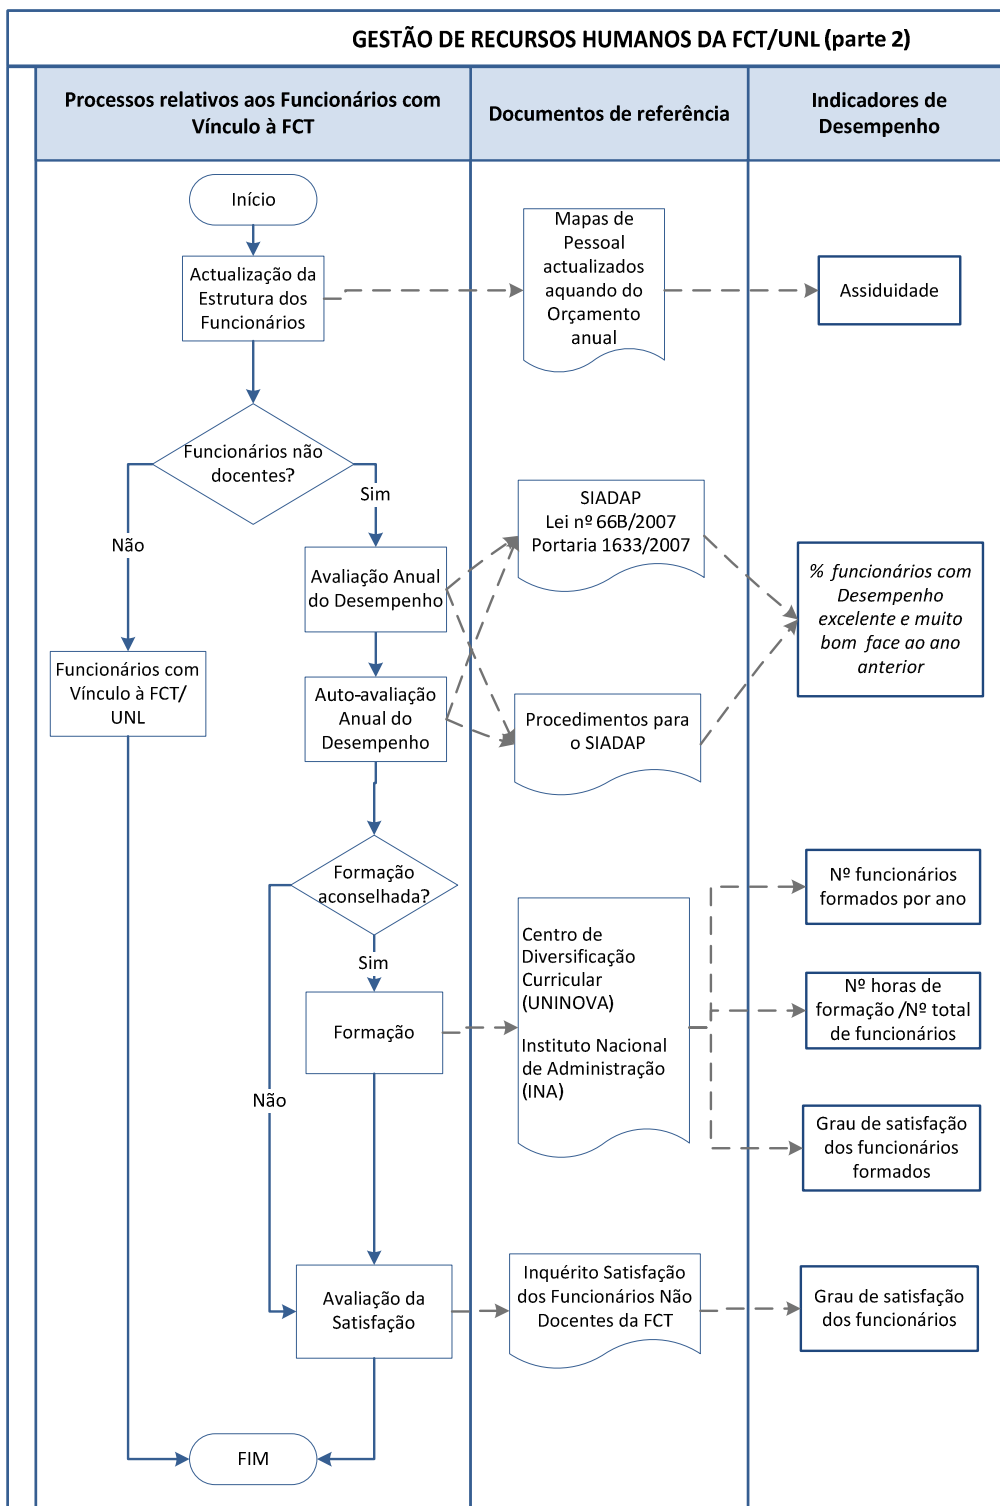 GESTÃO DE RECURSOS HUMANOS DA FCT/UNL (parte 2)
Processos relativos aos Funcionários com
Vínculo à FCT
Documentos de referência
Indicadores de
Desempenho
Início
Actualização da
Estrutura dos
Funcionários
Mapas de
Pessoal
actualizados
aquando do
Orçamento
anual
Assiduidade
Funcionários não
docentes?
Sim
Não
Avaliação Anual
do Desempenho
SIADAP
Lei nº 66B/2007
Portaria 1633/2007
% funcionários com
Desempenho
excelente e muito
bom face ao ano
anterior
Funcionários com
Vínculo à FCT/
UNL
Auto-avaliação
Anual do
Desempenho
Procedimentos para
o SIADAP
Formação
aconselhada?
Sim
Não
Formação
Centro de
Diversificação
Curricular
(UNINOVA)
Instituto Nacional
de Administração
(INA)
Nº funcionários
formados por ano
Nº horas de
formação /Nº total
de funcionários
Grau de satisfação
dos funcionários
formados
Avaliação da
Satisfação
Inquérito Satisfação
dos Funcionários Não
Docentes da FCT
Grau de satisfação
dos funcionários
FIM